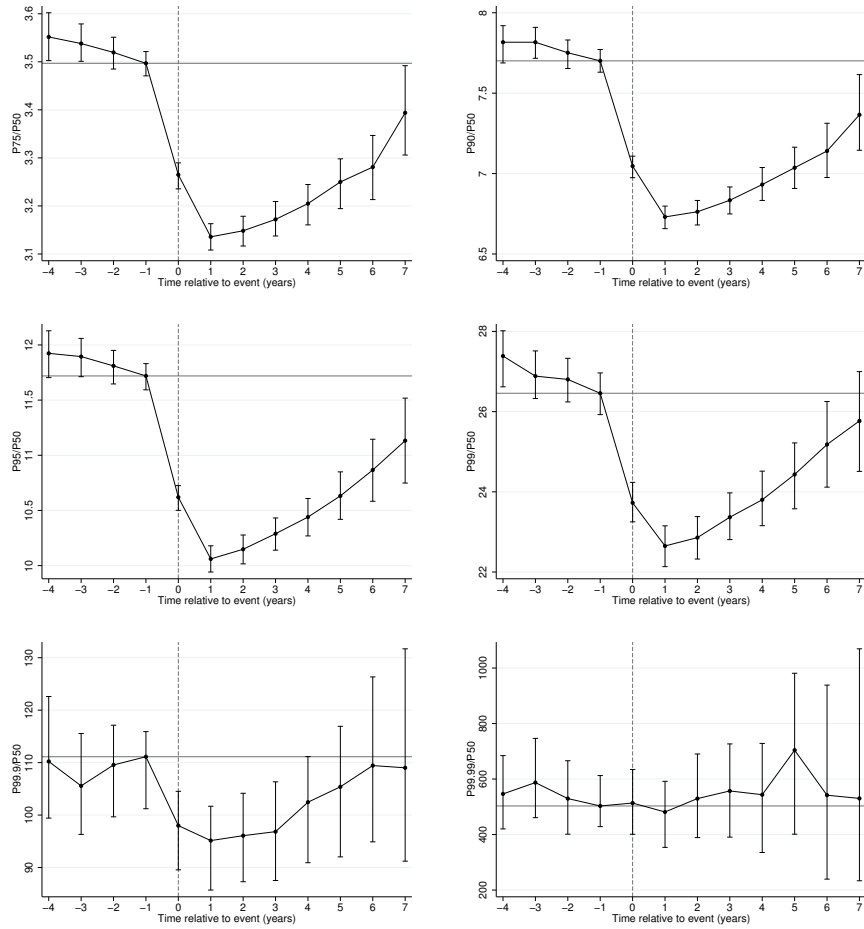 P75/P50
3.6
3.5
3.4
3.3
3.2
3.1
−4 −3 −2 −1 0 1 2 3 4 5 6 7
Time relative to event (years)
P90/P50
8
7.5
7
6.5
−4 −3 −2 −1 0 1 2 3 4 5 6 7
Time relative to event (years)
P95/P50
12
11.5
11
10.5
10
−4 −3 −2 −1 0 1 2 3 4 5 6 7
Time relative to event (years)
P99/P50
28
26
24
22
−4 −3 −2 −1 0 1 2 3 4 5 6 7
Time relative to event (years)
P99.9/P50
130
120
110
100
90
−4 −3 −2 −1 0 1 2 3 4 5 6 7
Time relative to event (years)
P99.99/P50
1000
800
600
400
200
−4 −3 −2 −1 0 1 2 3 4 5 6 7
Time relative to event (years)